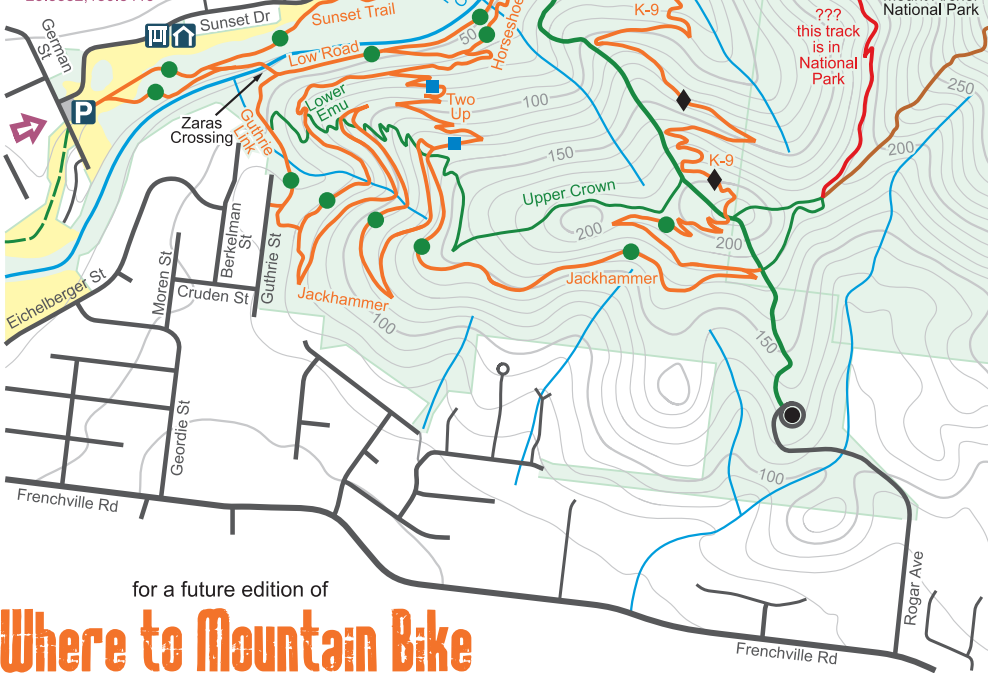 Sunset Dr
Sunset Trail
K-9
National Park
???
this track
is in
National
Park
German
St
Low Road
50
Horseshoe
P
Zaras
Crossing
Guthrie
Link
Lower
Emu
Two
Up
100
150
250
200
K-9
Upper Crown
200
200
Jackhammer
Jackhammer
100
150
100
Eichelberger St
Moren St
Berkelman
St
Guthrie St
Cruden St
Geordie St
Frenchville Rd
Rogar Ave
Frenchville Rd
for a future edition of
Where to Mountain Bike